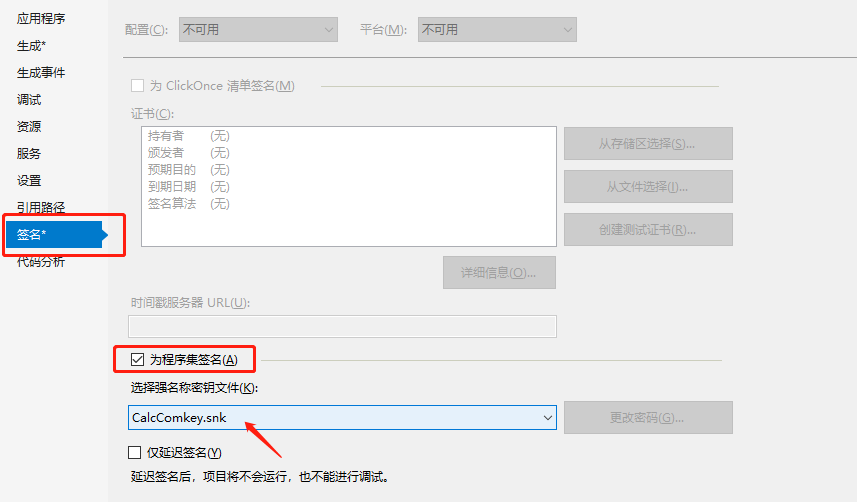 应用程序
生成*
生成事件
调试
资源
服务
设置
引用路径
签名*
代码分析
配置(C): 不可用 平台(M): 不可用
为 ClickOnce 清单签名(M)
证书(C):
持有者 (无)
颁发者 (无)
预期目的 (无)
到期日期 (无)
签名算法 (无)
从存储区选择(S)...
从文件选择(I)...
创建测试证书(R)...
详细信息(O)...
时间戳服务器 URL(U):
为程序集签名(A)
选择强名称密钥文件(K):
CalcComkey.snk
更改密码(G)...
仅延迟签名(Y)
延迟签名后，项目将不会运行，也不能进行调试。